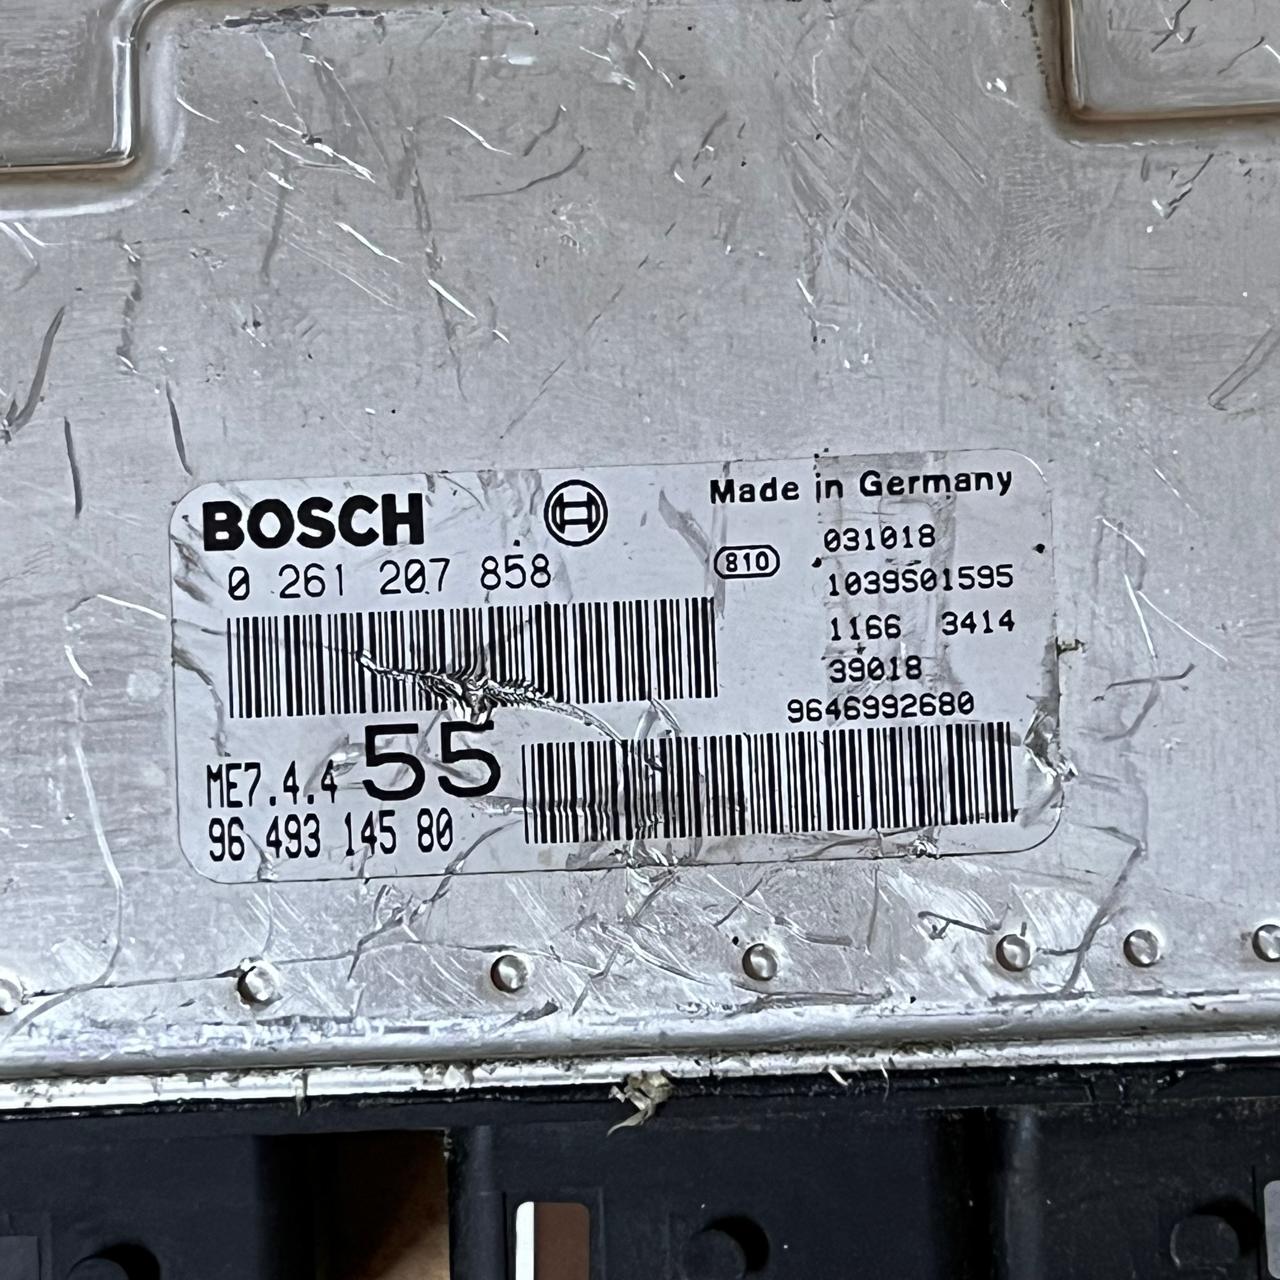 BOSCH
0 261 207 858
Made in Germany
810
031018
1039S01595
1166 3414
39018
9646992680
ME7.4.4 55
96 493 145 80